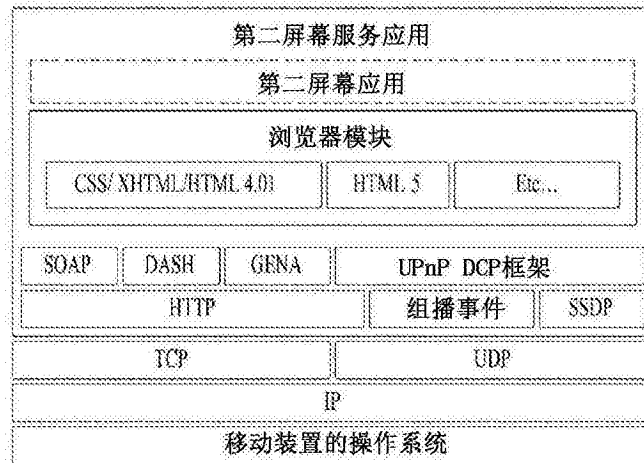 第二屏幕服务应用
第二屏幕应用
浏览器模块
CSS/ XHTML/HTML 4.01 HTML 5 Etc...
SOAP DASH GENA UPnP DCP框架
HTTP 组播事件 SSDP
TCP UDP
IP
移动装置的操作系统